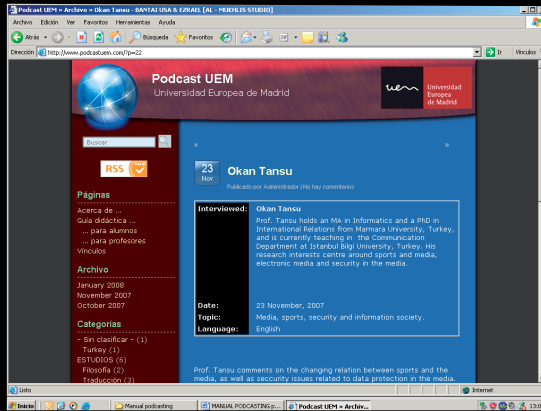 Podcast UEM » Archivo » Okan Tansu - BANTAI USA & EZRAEL [AL - MUKHLIS STUDIO]
Archivo Edición Ver Favoritos Herramientas Ayuda
Atrás Búsqueda Favoritos
Dirección http://www.podcastuem.com/?p=22 Ir Vínculos
Podcast UEM
Universidad Europea de Madrid
uem Universidad
Europea
de Madrid
Buscar
« »
RSS
23
Nov
Okan Tansu
Publicado por Administrador | No hay comentarios
Páginas
Acerca de ...
Guía didáctica ...
... para alumnos
... para profesores
Vínculos
Archivo
January 2008
November 2007
October 2007
Categorías
- Sin clasificar - (1)
Turkey (1)
ESTUDIOS (6)
Filosofía (2)
Traducción (3)
Interviewed: Okan Tansu
Prof. Tansu holds an MA in Informatics and a PhD in
International Relations from Marmara University, Turkey,
and is currently teaching in the Communication
Department at Istanbul Bilgi University, Turkey. His
research interests centre around sports and media,
electronic media and security in the media.
Date: 23 November, 2007
Topic: Media, sports, security and information society.
Language: English
Prof. Tansu comments on the changing relation between sports and the
media, as well as seccurity issues related to data protection in the media.
Listo Internet
Inicio Manual podcasting MANUAL PODCASTING p... Podcast UEM » Archiv...